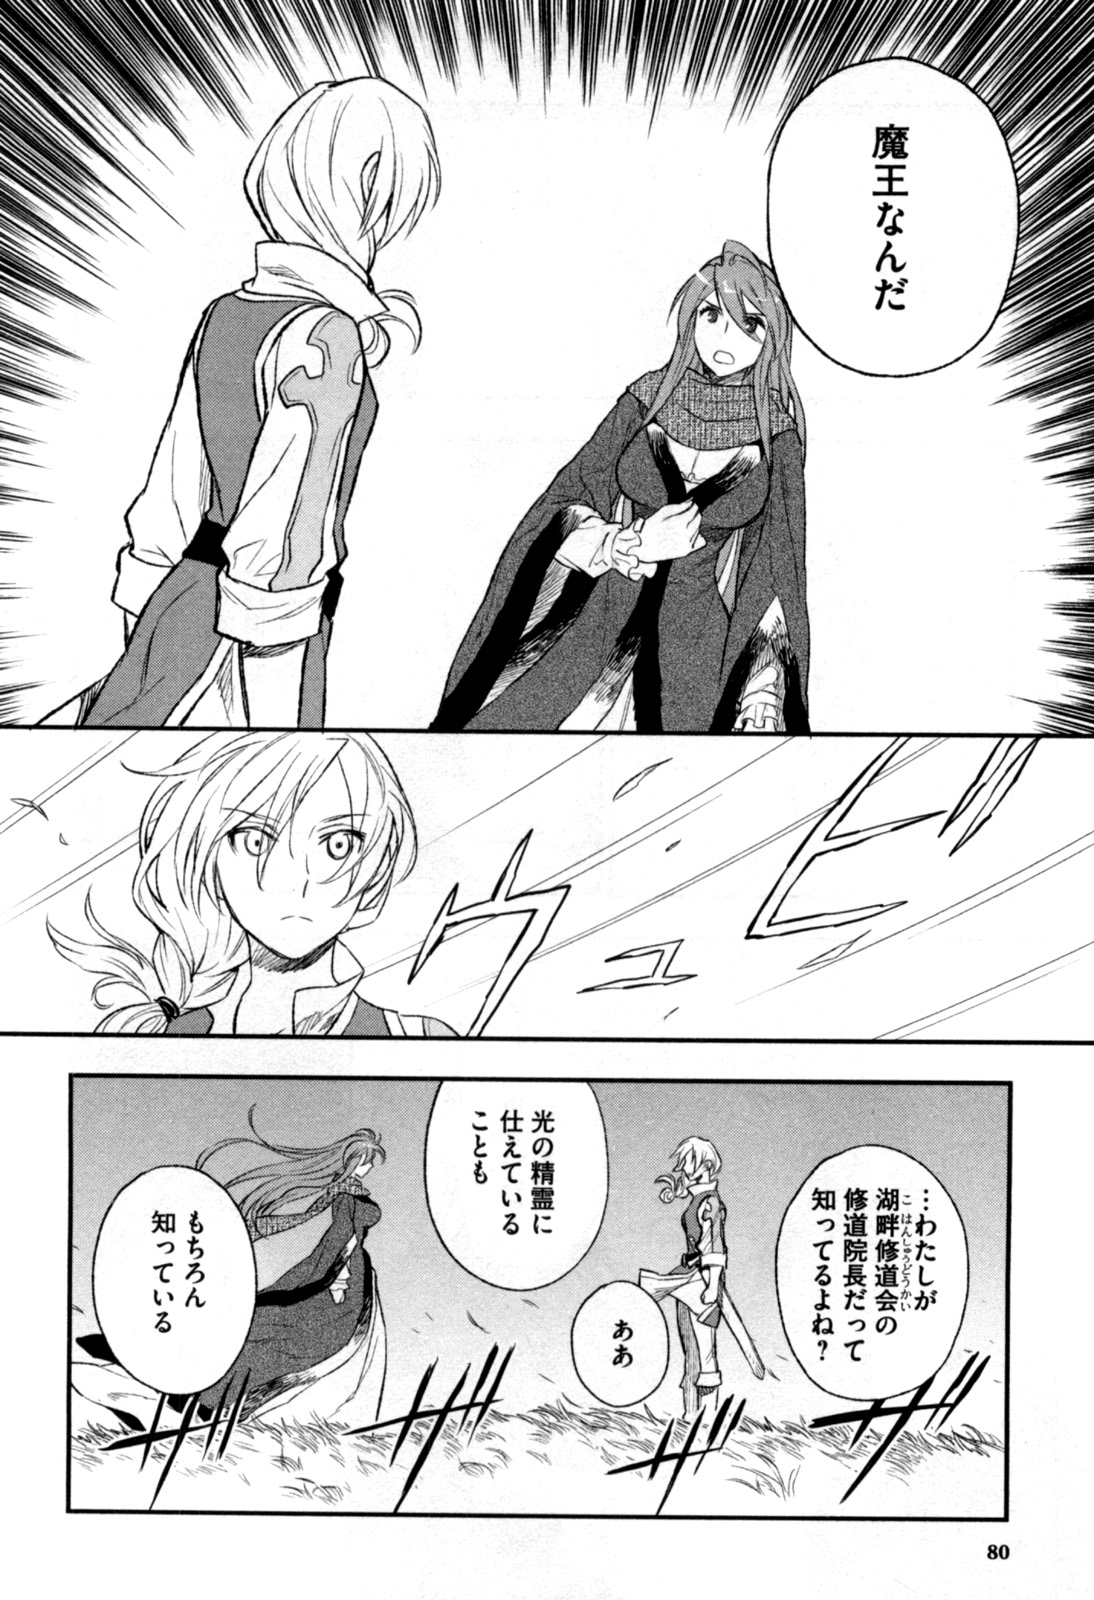 魔王なんだ
ビュウ
…わたしが
湖畔修道会の
こはんしゅうどうかい
修道院長だって
知ってるよね?
ああ
光の精霊に
仕えている
ことも
もちろん
知っている
ザザザザ
80